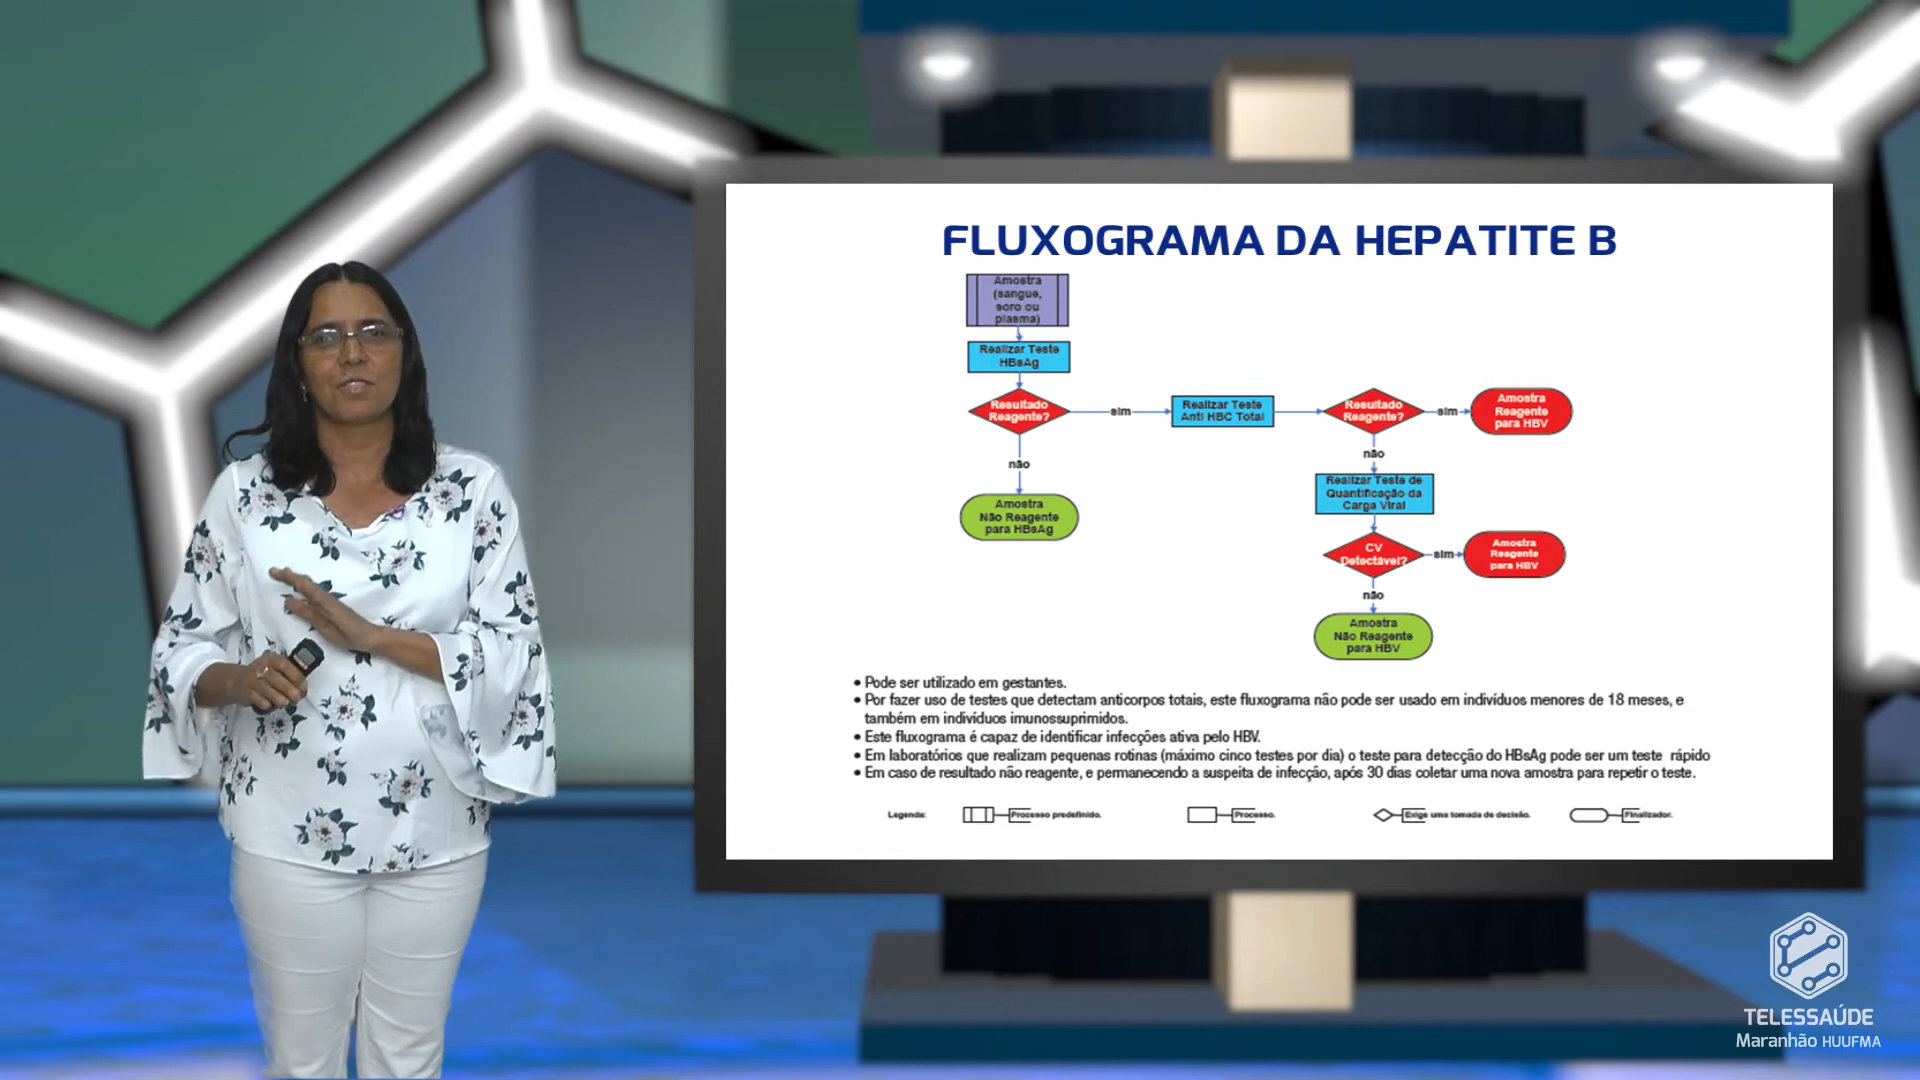 FLUXOGRAMA DA HEPATITE B
Amostra
(sangue,
soro ou
plasma)
Realizar Teste
HBsAg
Resultado
Reagente?
sim
Realizar Teste
Anti HBC Total
Resultado
Reagente?
sim
Amostra
Reagente
para HBV
não
não
Realizar Teste de
Quantificação da
Carga Viral
Amostra
Não Reagente
para HBsAg
CV
Detectável?
sim
Amostra
Reagente
para HBV
não
Amostra
Não Reagente
para HBV
• Pode ser utilizado em gestantes.
• Por fazer uso de testes que detectam anticorpos totais, este fluxograma não pode ser usado em indivíduos menores de 18 meses, e
também em indivíduos imunossuprimidos.
• Este fluxograma é capaz de identificar infecções ativa pelo HBV.
• Em laboratórios que realizam pequenas rotinas (máximo cinco testes por dia) o teste para detecção do HBsAg pode ser um teste rápido
• Em caso de resultado não reagente, e permanecendo a suspeita de infecção, após 30 dias coletar uma nova amostra para repetir o teste.
Legenda: Processo predefinido. Processo. Exige uma tomada de decisão. Finalizador.
TELESSAÚDE
Maranhão HUUFMA